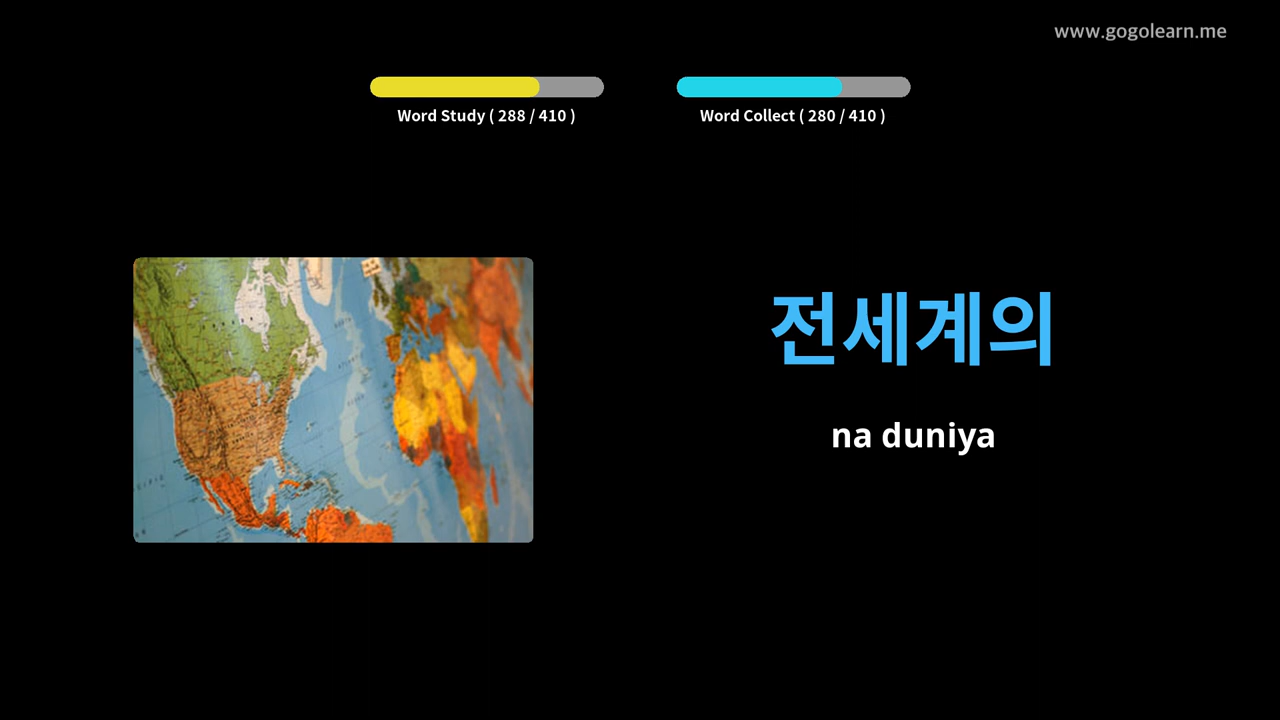 www.gogolearn.me
Word Study ( 288 / 410 )
Word Collect ( 280 / 410 )
전세계의
na duniya